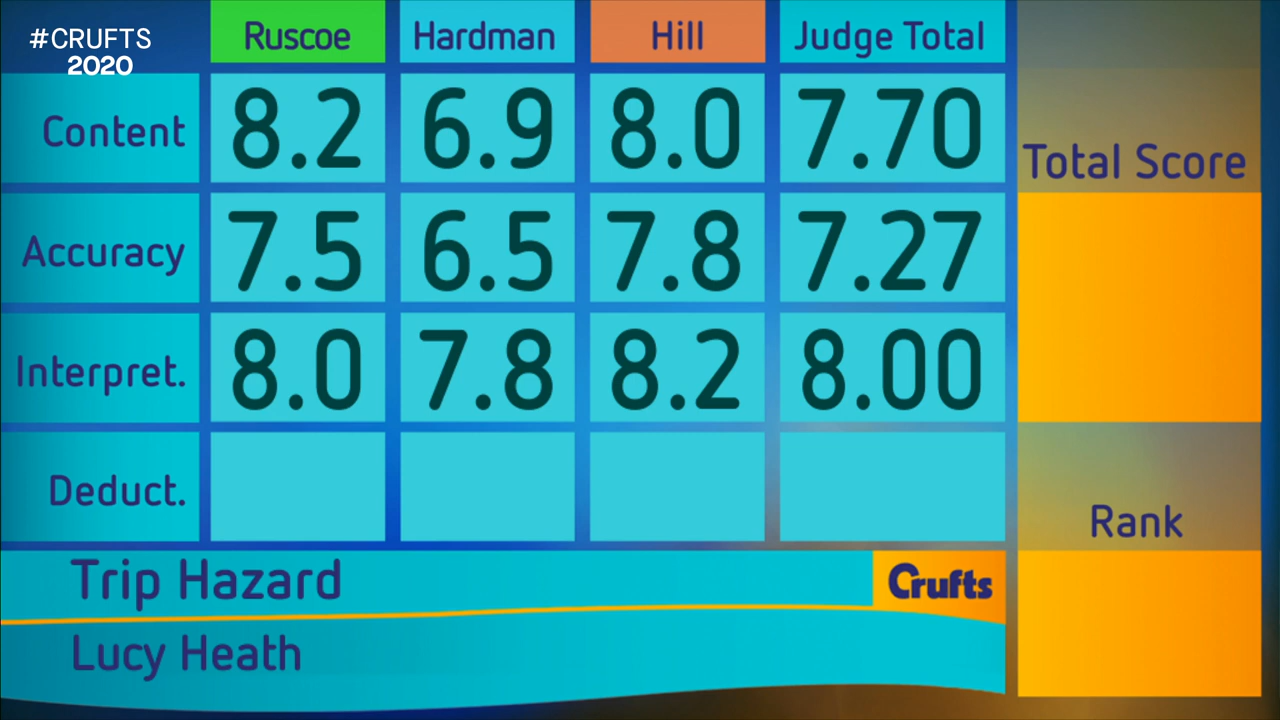 #CRUFTS
2020
Ruscoe Hardman Hill Judge Total
Content 8.2 6.9 8.0 7.70
Total Score
Accuracy 7.5 6.5 7.8 7.27
Interpret. 8.0 7.8 8.2 8.00
Deduct.
Rank
Trip Hazard
Crufts
Lucy Heath